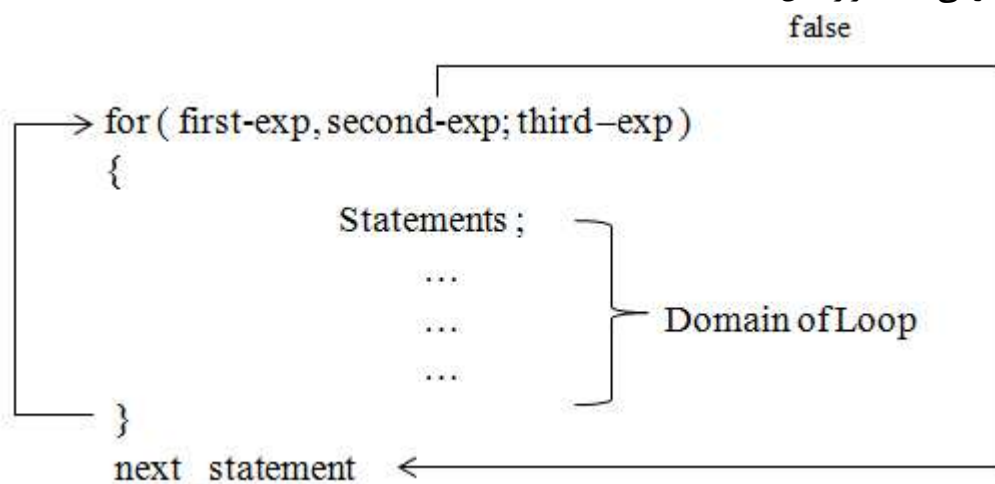 false
for ( first-exp, second-exp; third–exp )
{
Statements ;
...
...
Domain of Loop
...
}
next statement